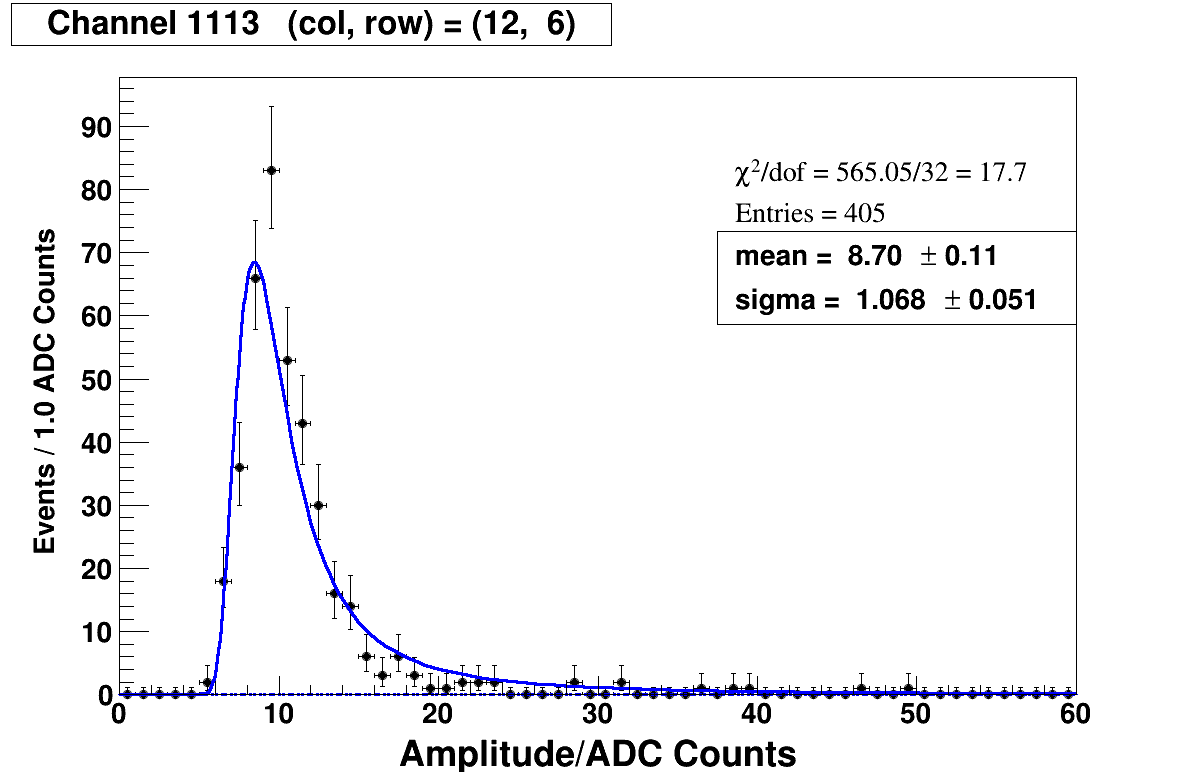 Channel 1113 (col, row) = (12, 6)
χ²/dof = 565.05/32 = 17.7
Entries = 405
mean = 8.70 ± 0.11
sigma = 1.068 ± 0.051
Events / 1.0 ADC Counts
90
80
70
60
50
40
30
20
10
0
0 10 20 30 40 50 60
Amplitude/ADC Counts